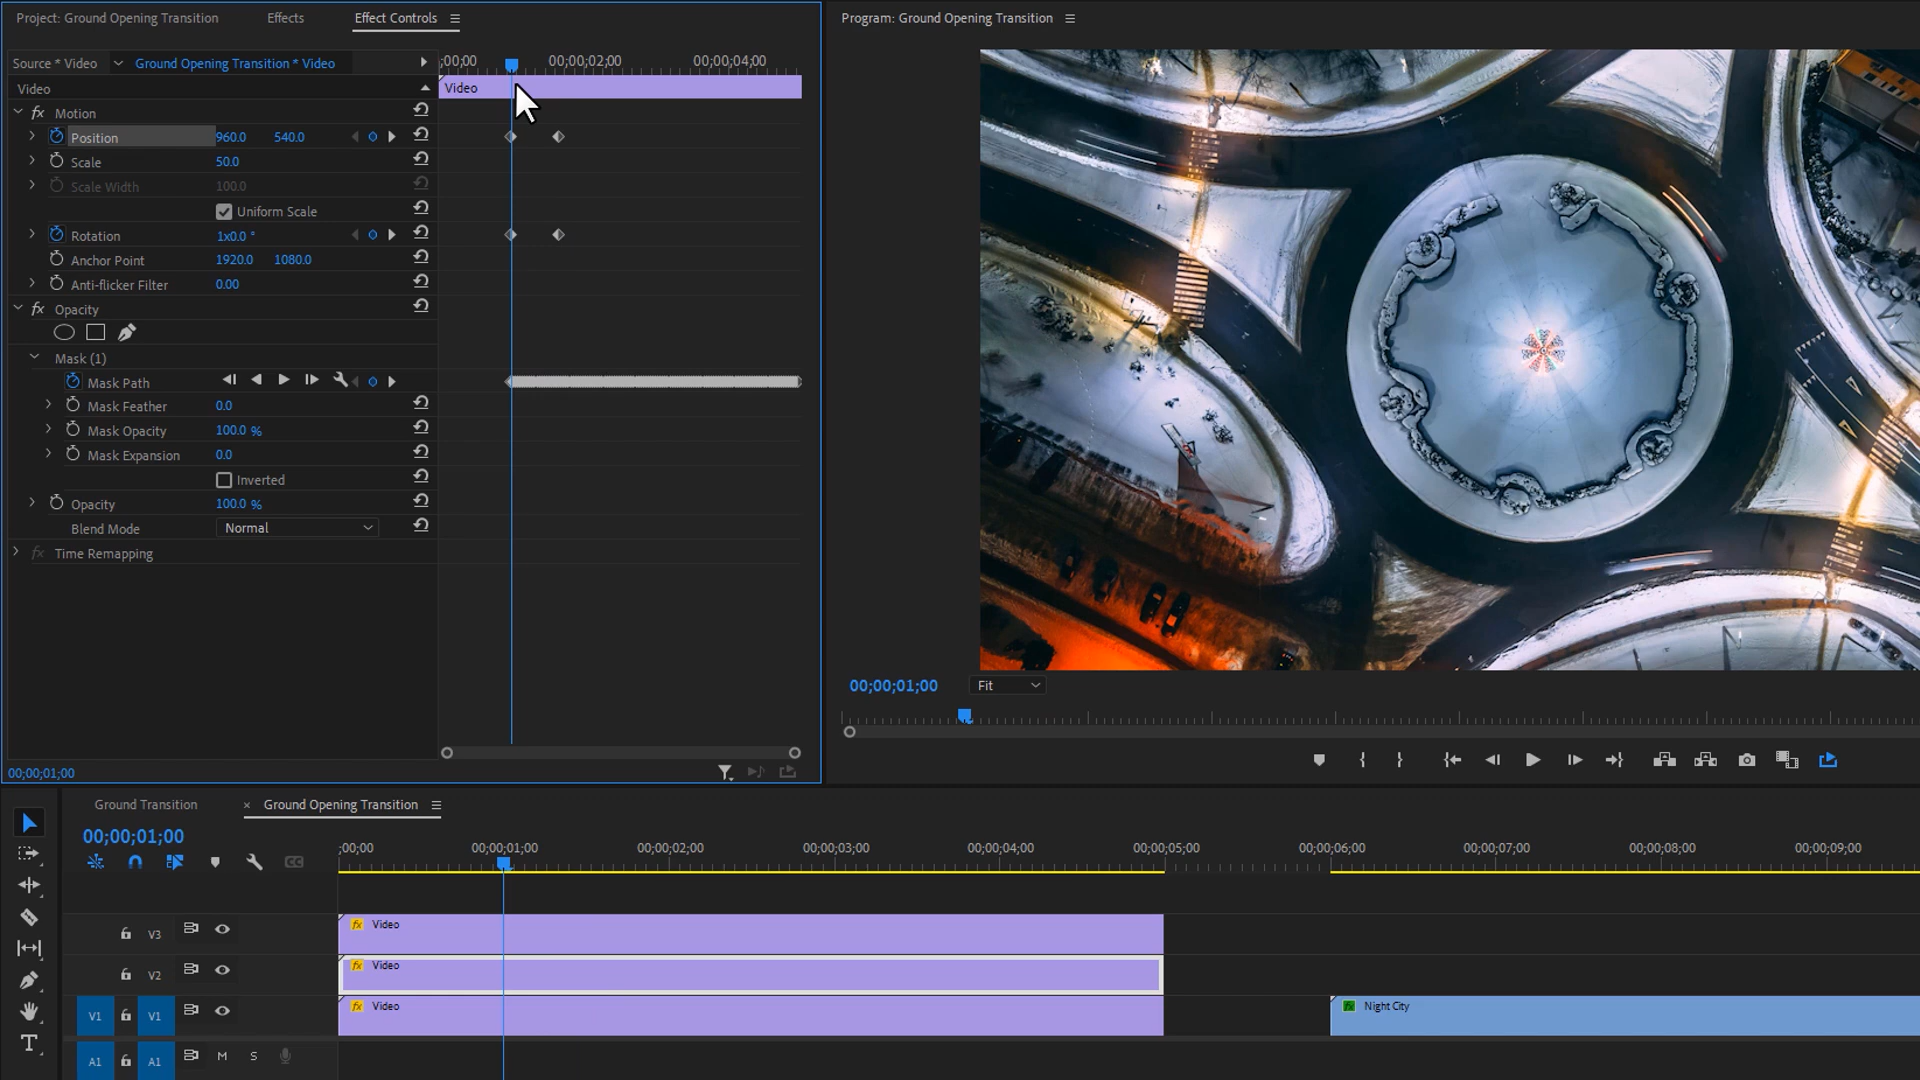 Project: Ground Opening Transition
Effects
Effect Controls
Program: Ground Opening Transition
Source * Video
Ground Opening Transition * Video
;00;00
00;00;02;00
00;00;04;00
Video
Video
fx Motion
Position 960.0 540.0
Scale 50.0
Scale Width 100.0
Uniform Scale
Rotation 1x0.0 °
Anchor Point 1920.0 1080.0
Anti-flicker Filter 0.00
fx Opacity
Mask (1)
Mask Path
Mask Feather 0.0
Mask Opacity 100.0 %
Mask Expansion 0.0
Inverted
Opacity 100.0 %
Blend Mode Normal
fx Time Remapping
00;00;01;00
Fit
00;00;01;00
Ground Transition
× Ground Opening Transition
00;00;01;00
;00;00
00;00;01;00
00;00;02;00
00;00;03;00
00;00;04;00
00;00;05;00
00;00;06;00
00;00;07;00
00;00;08;00
00;00;09;00
CC
V3
fx Video
V2
fx Video
V1 V1
fx Video
fx Night City
A1 A1 M S
T